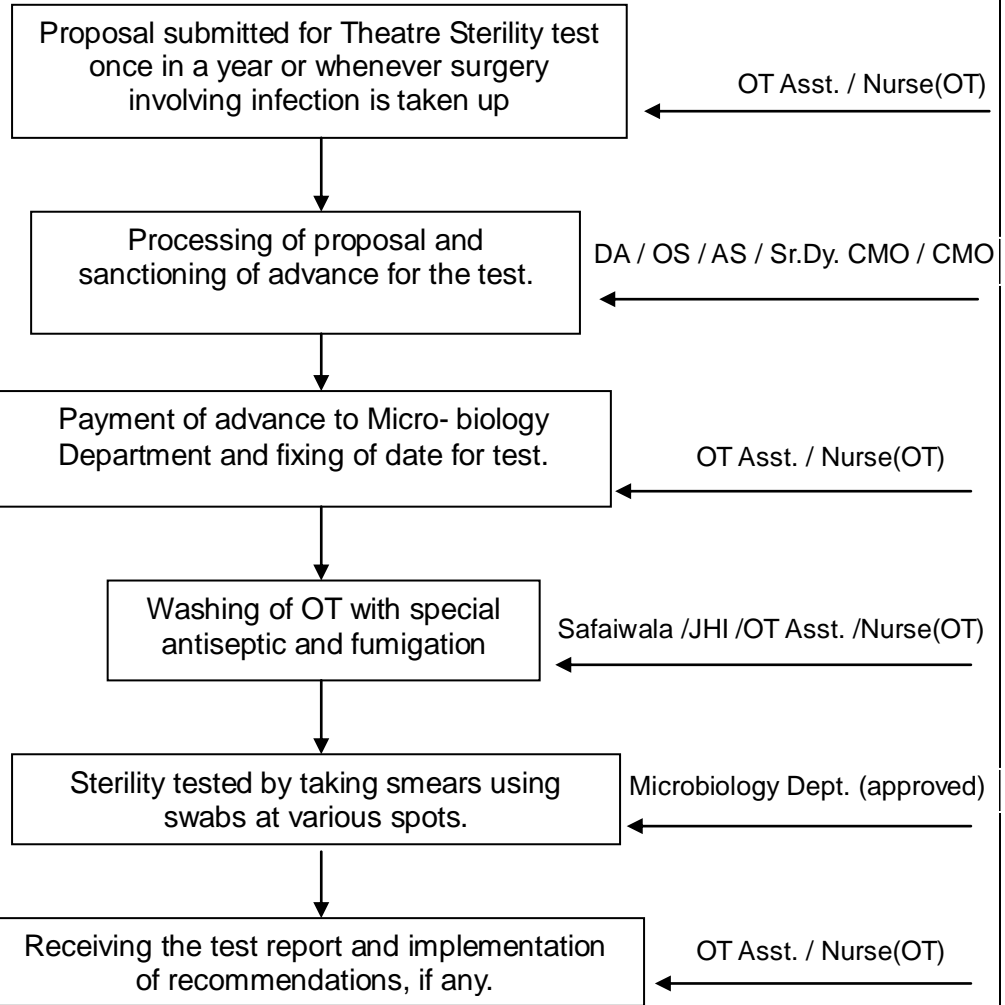 Proposal submitted for Theatre Sterility test
once in a year or whenever surgery
involving infection is taken up
OT Asst. / Nurse(OT)
Processing of proposal and
sanctioning of advance for the test.
DA / OS / AS / Sr.Dy. CMO / CMO
Payment of advance to Micro- biology
Department and fixing of date for test.
OT Asst. / Nurse(OT)
Washing of OT with special
antiseptic and fumigation
Safaiwala /JHI /OT Asst. /Nurse(OT)
Sterility tested by taking smears using
swabs at various spots.
Microbiology Dept. (approved)
Receiving the test report and implementation
of recommendations, if any.
OT Asst. / Nurse(OT)